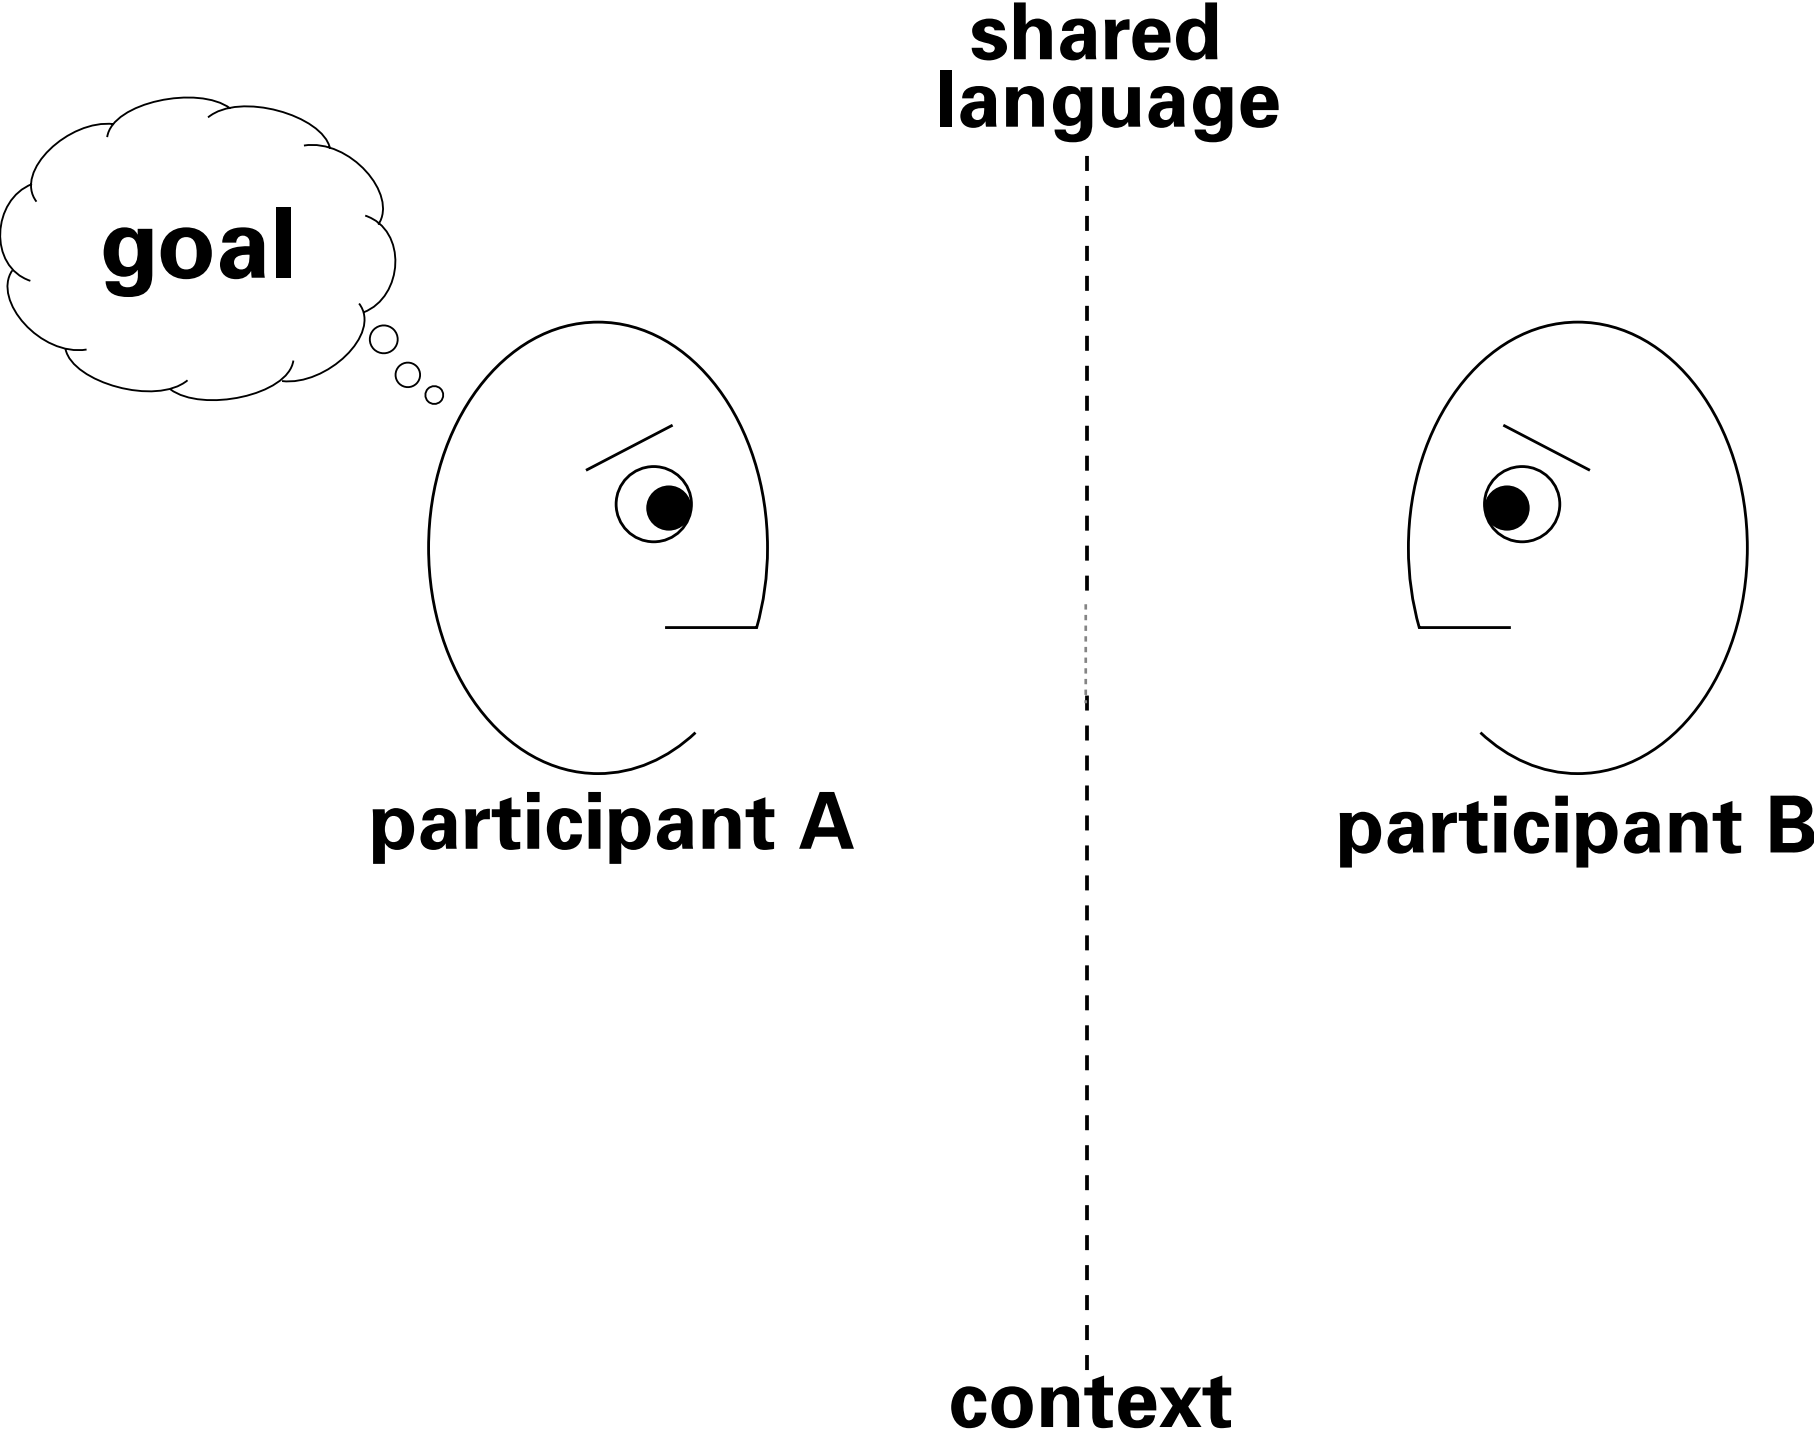 shared
language
goal
participant A
participant B
context